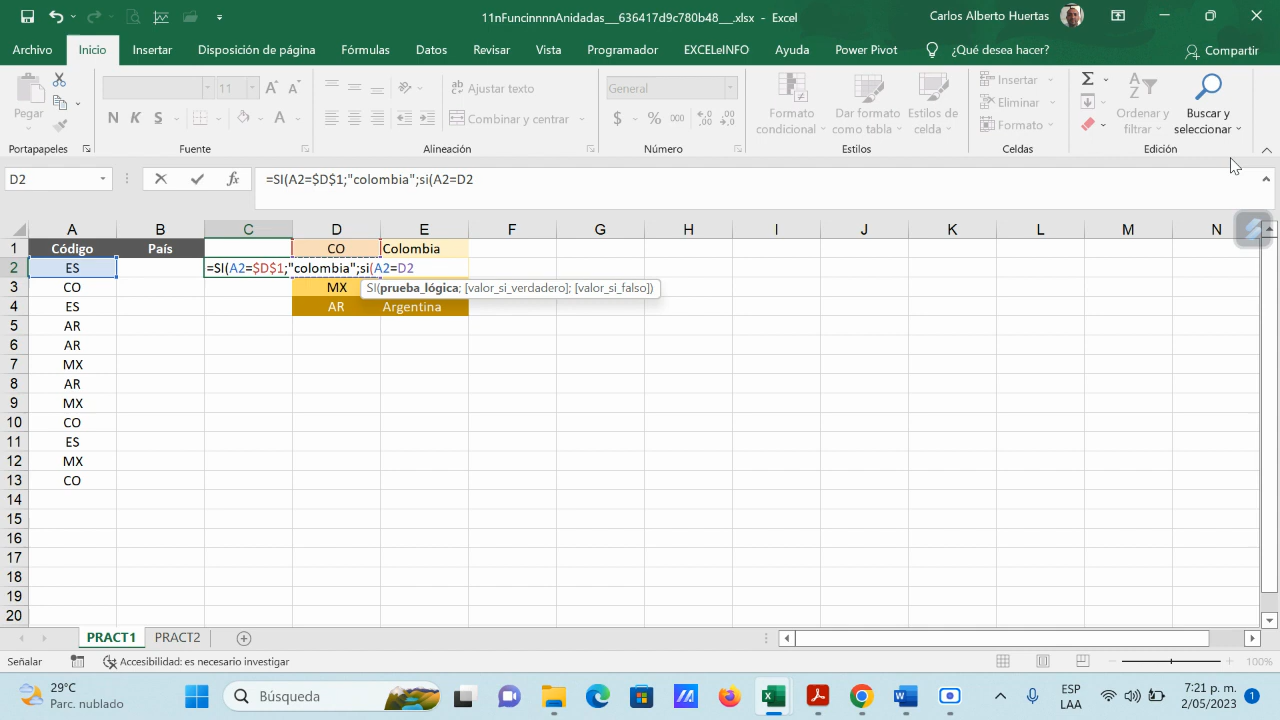 11nFuncinnnnAnidadas__636417d9c780b48__.xlsx - Excel
Carlos Alberto Huertas
Archivo Inicio Insertar Disposición de página Fórmulas Datos Revisar Vista Programador EXCELeINFO Ayuda Power Pivot ¿Qué desea hacer? Compartir
Pegar
Portapapeles
11
N K S
Fuente
Ajustar texto
Combinar y centrar
Alineación
General
$ % 000
Número
Formato condicional
Dar formato como tabla
Estilos de celda
Estilos
Insertar
Eliminar
Formato
Celdas
Ordenar y filtrar
Buscar y seleccionar
Edición
D2 =SI(A2=$D$1;"colombia";si(A2=D2
A B C D E F G H I J K L M N
1 Código País CO Colombia
2 ES =SI(A2=$D$1;"colombia";si(A2=D2
3 CO MX SI(prueba_lógica; [valor_si_verdadero]; [valor_si_falso])
4 ES AR Argentina
5 AR
6 AR
7 MX
8 AR
9 MX
10 CO
11 ES
12 MX
13 CO
14
15
16
17
18
19
20
PRACT1 PRACT2
Señalar Accesibilidad: es necesario investigar 100%
29°C
Parc. nublado
Búsqueda
ESP
LAA
7:21 p. m.
2/05/2023
1